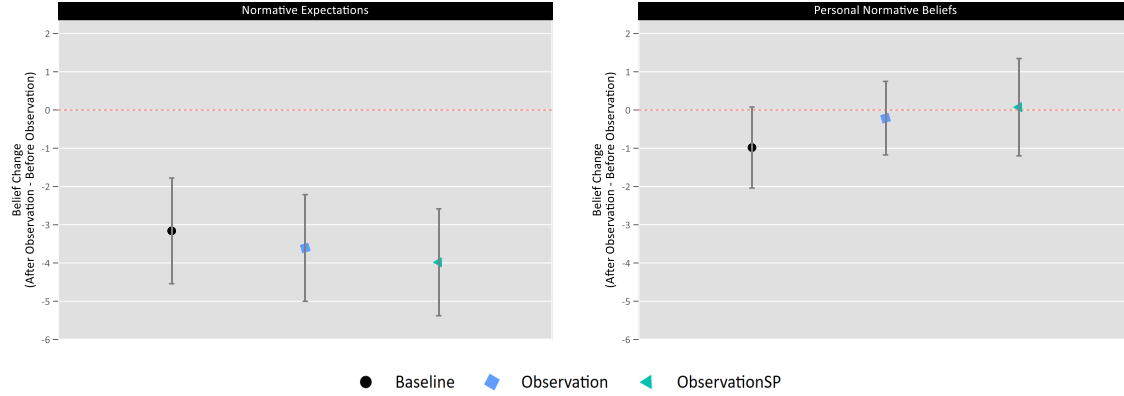 Normative Expectations
Belief Change
(After Observation - Before Observation)
2
1
0
-1
-2
-3
-4
-5
-6
Personal Normative Beliefs
Belief Change
(After Observation - Before Observation)
2
1
0
-1
-2
-3
-4
-5
-6
Baseline Observation ObservationSP